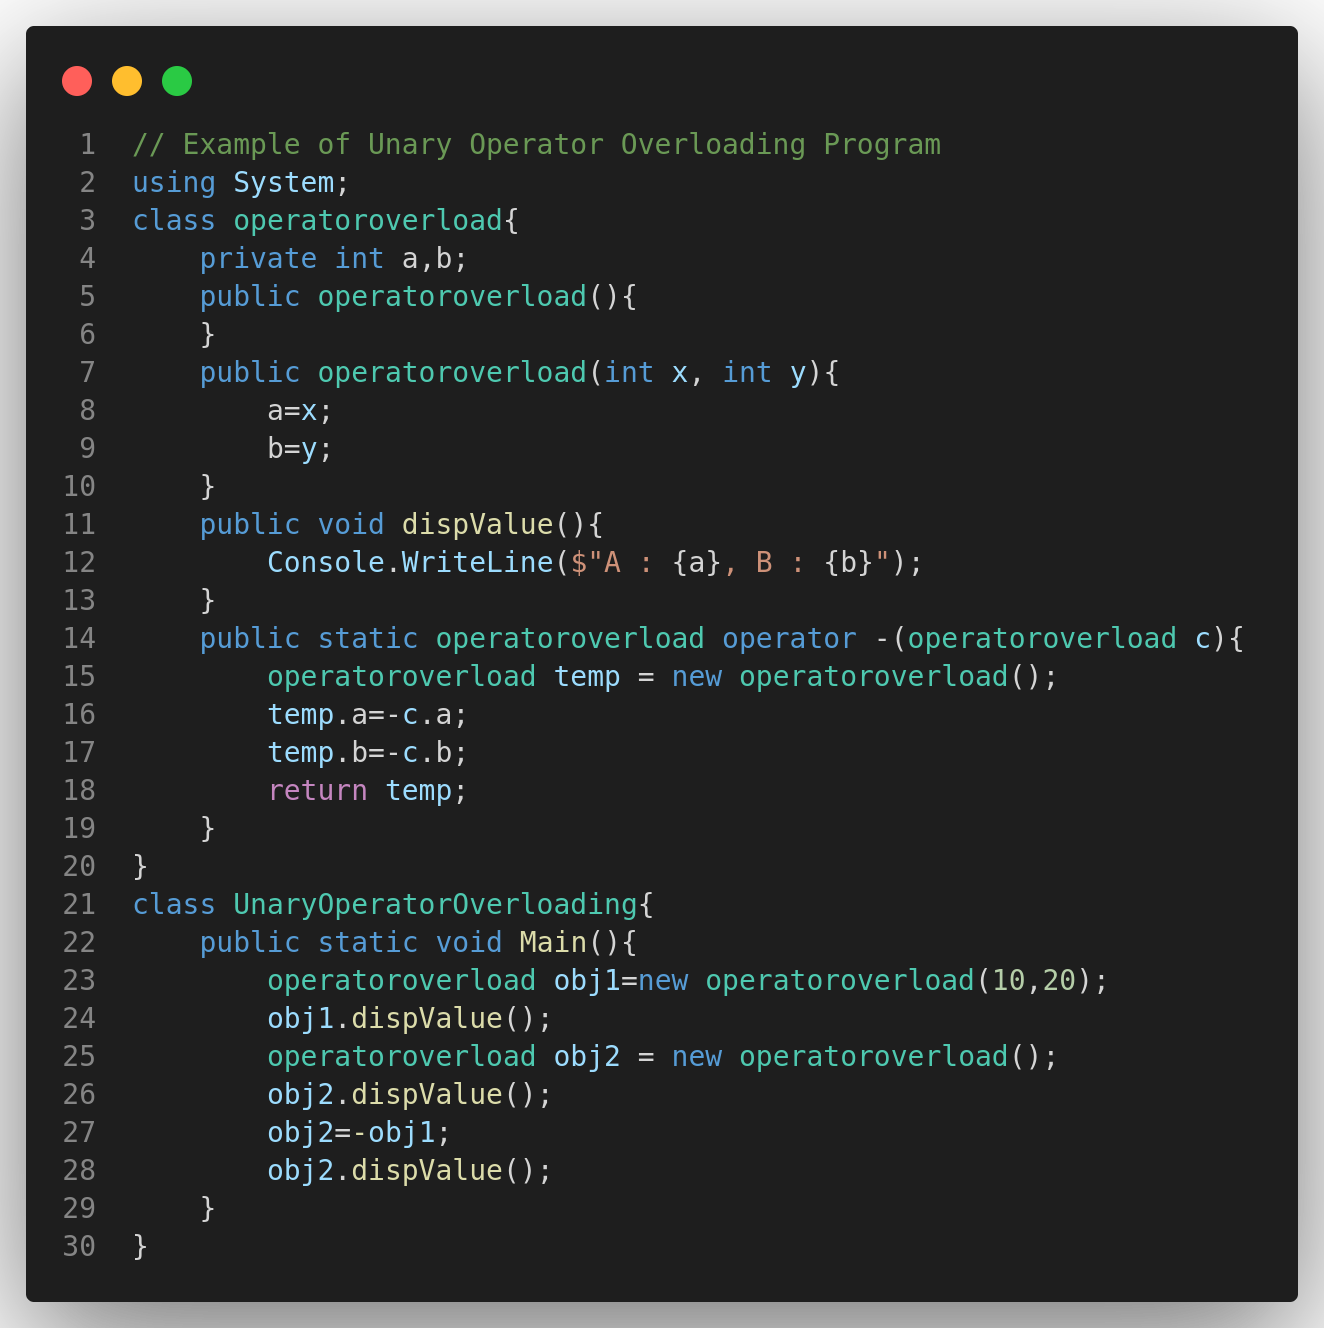 1 // Example of Unary Operator Overloading Program
2 using System;
3 class operatoroverload{
4     private int a,b;
5     public operatoroverload(){
6     }
7     public operatoroverload(int x, int y){
8         a=x;
9         b=y;
10     }
11     public void dispValue(){
12         Console.WriteLine($"A : {a}, B : {b}");
13     }
14     public static operatoroverload operator -(operatoroverload c){
15         operatoroverload temp = new operatoroverload();
16         temp.a=-c.a;
17         temp.b=-c.b;
18         return temp;
19     }
20 }
21 class UnaryOperatorOverloading{
22     public static void Main(){
23         operatoroverload obj1=new operatoroverload(10,20);
24         obj1.dispValue();
25         operatoroverload obj2 = new operatoroverload();
26         obj2.dispValue();
27         obj2=-obj1;
28         obj2.dispValue();
29     }
30 }